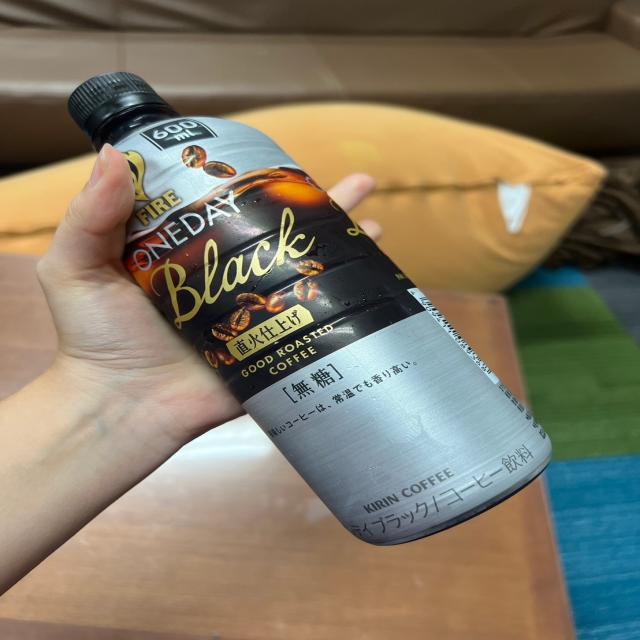 600
mL
FIRE
ONEDAY
Black
直火仕上げ
GOOD ROASTED
COFFEE
[無糖]
いコーヒーは、常温でも香り高い。
KIRIN COFFEE
ブラック/コーヒー飲料